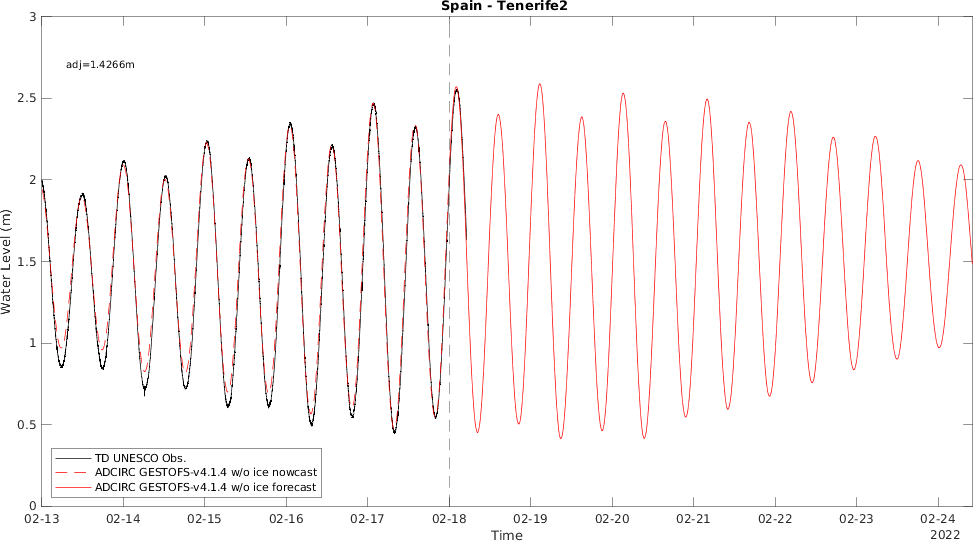 Spain - Tenerife2
adj=1.4266m
3
2.5
2
1.5
1
0.5
0
Water Level (m)
TD UNESCO Obs.
ADCIRC GESTOFS-v4.1.4 w/o ice nowcast
ADCIRC GESTOFS-v4.1.4 w/o ice forecast
02-13 02-14 02-15 02-16 02-17 02-18 02-19 02-20 02-21 02-22 02-23 02-24
Time
2022